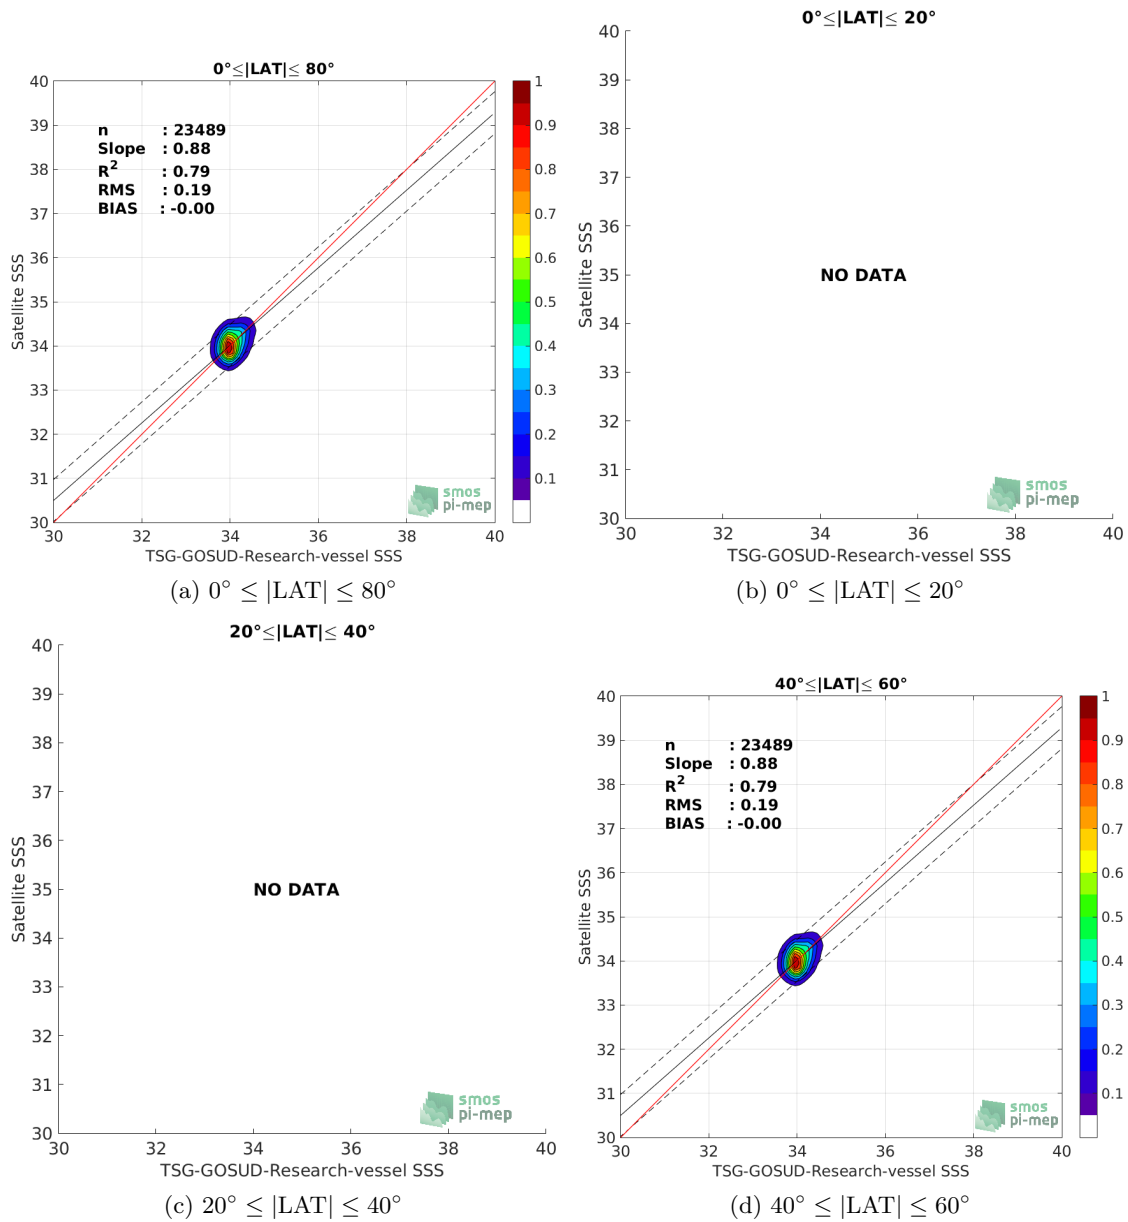 0°≤|LAT|≤ 80°
40
39
38
37
36
35
34
33
32
31
30
n : 23489
Slope : 0.88
R2 : 0.79
RMS : 0.19
BIAS : -0.00
Satellite SSS
smos
pi-mep
30 32 34 36 38 40
TSG-GOSUD-Research-vessel SSS
1
0.9
0.8
0.7
0.6
0.5
0.4
0.3
0.2
0.1
(a) 0° ≤ |LAT| ≤ 80°
0°≤|LAT|≤ 20°
40
39
38
37
36
35
34
33
32
31
30
Satellite SSS
NO DATA
smos
pi-mep
30 32 34 36 38 40
TSG-GOSUD-Research-vessel SSS
(b) 0° ≤ |LAT| ≤ 20°
20°≤|LAT|≤ 40°
40
39
38
37
36
35
34
33
32
31
30
Satellite SSS
NO DATA
smos
pi-mep
30 32 34 36 38 40
TSG-GOSUD-Research-vessel SSS
(c) 20° ≤ |LAT| ≤ 40°
40°≤|LAT|≤ 60°
40
39
38
37
36
35
34
33
32
31
30
n : 23489
Slope : 0.88
R2 : 0.79
RMS : 0.19
BIAS : -0.00
Satellite SSS
smos
pi-mep
30 32 34 36 38 40
TSG-GOSUD-Research-vessel SSS
1
0.9
0.8
0.7
0.6
0.5
0.4
0.3
0.2
0.1
(d) 40° ≤ |LAT| ≤ 60°